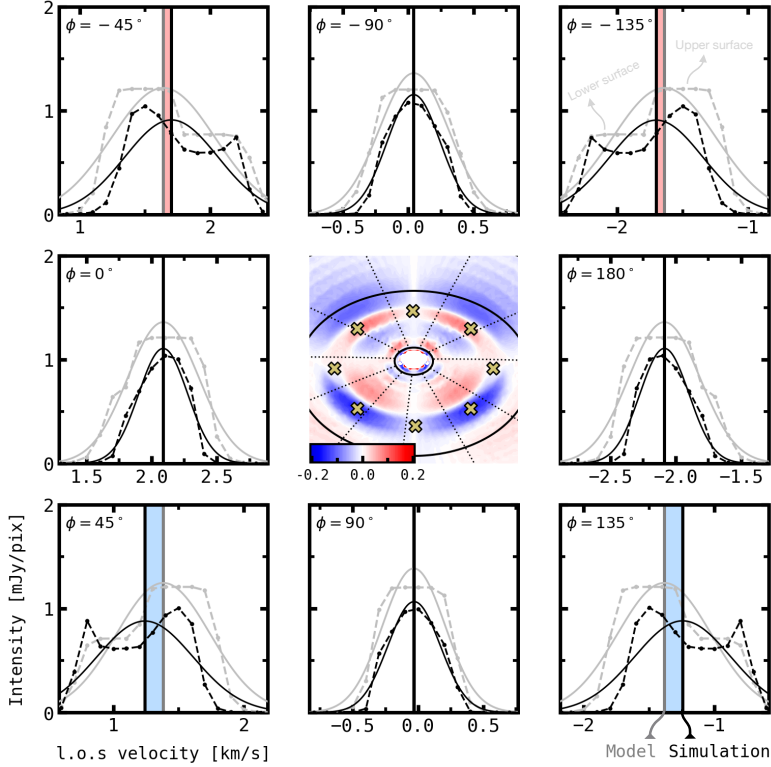 ϕ = −45°
ϕ = −90°
ϕ = −135°
Upper surface
Lower surface
2
1
0
1
2
−0.5
0.0
0.5
−2
−1
ϕ = 0°
ϕ = 180°
2
1
0
1.5
2.0
2.5
-0.2
0.0
0.2
−2.5
−2.0
−1.5
ϕ = 45°
ϕ = 90°
ϕ = 135°
2
1
0
1
2
−0.5
0.0
0.5
−2
−1
Intensity [mJy/pix]
l.o.s velocity [km/s]
Model
Simulation